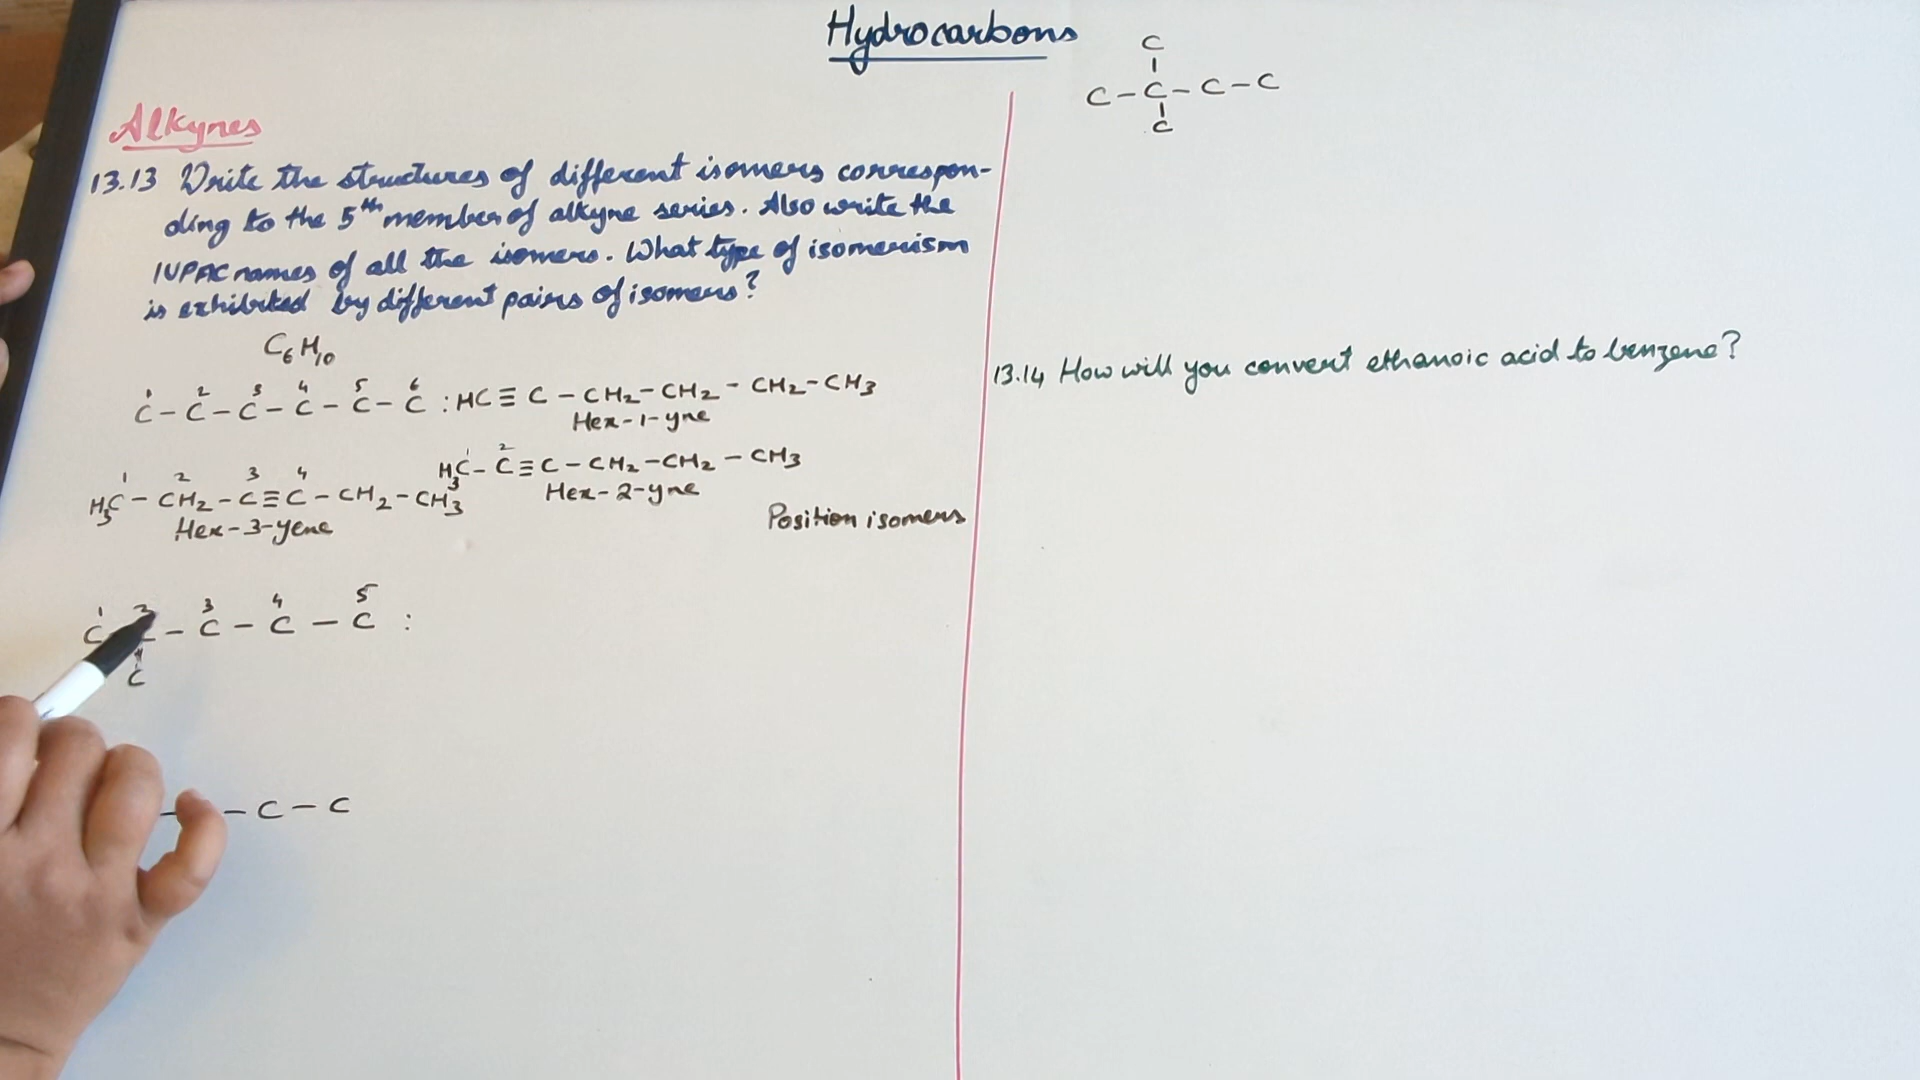 Hydrocarbons
Alkynes
13.13 Write the structures of different isomers correspon-
ding to the 5th member of alkyne series. Also write the
IUPAC names of all the isomers. What type of isomerism
is exhibited by different pairs of isomers?
C6H10
1 2 3 4 5 6
C - C - C - C - C - C : HC ≡ C - CH2 - CH2 - CH2 - CH3
Hex-1-yne
1 2
H3C - C ≡ C - CH2 - CH2 - CH3
Hex-2-yne
1 2 3 4
H3C - CH2 - C ≡ C - CH2 - CH3
Hex-3-yene
Position isomers
1 2 3 4 5
C - C - C - C :
C
- C - C
C
C - C - C - C
C
13.14 How will you convert ethanoic acid to benzene?